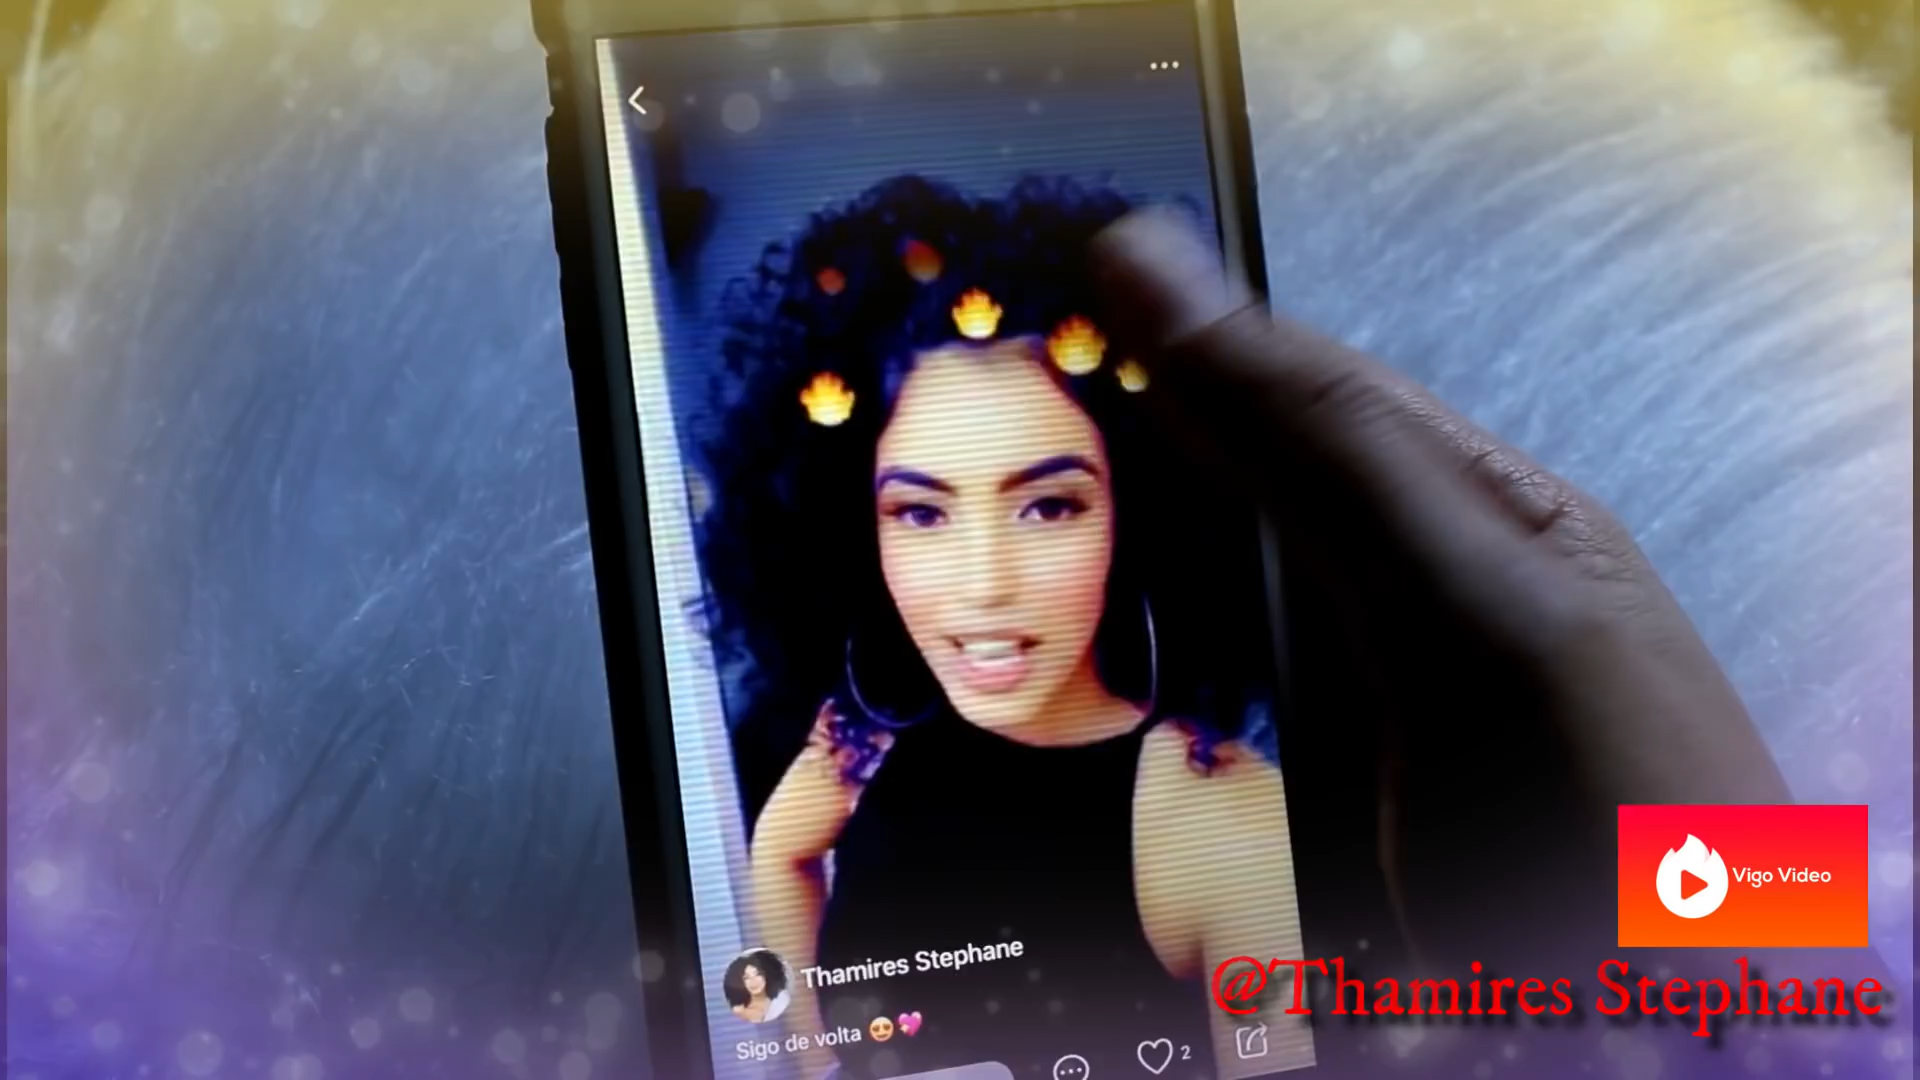 Thamires Stephane
Sigo de volta 😍💖
2
Vigo Video
@Thamires Stephane